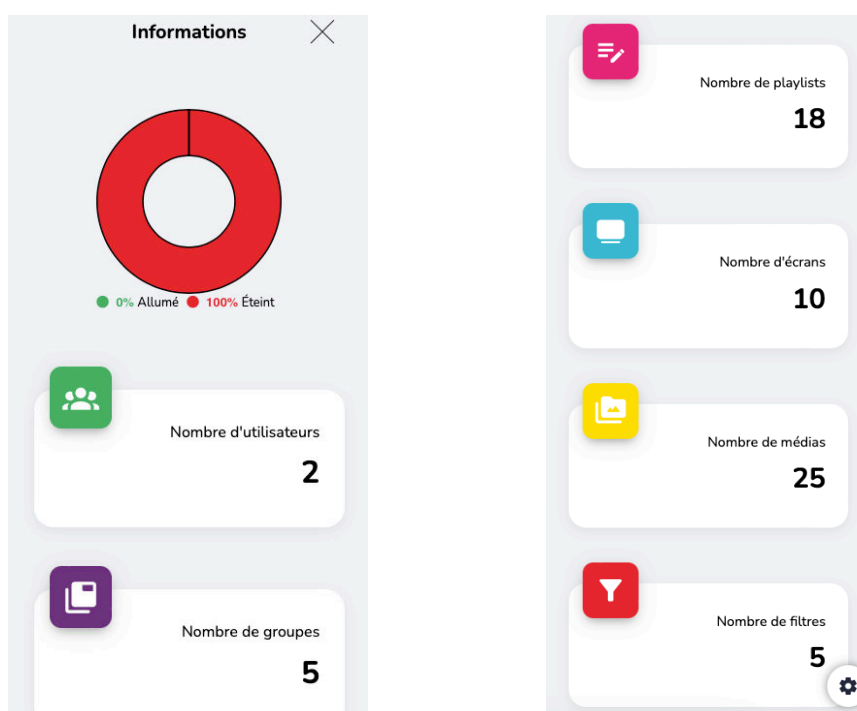 Informations
0% Allumé 100% Éteint
Nombre d'utilisateurs
2
Nombre de groupes
5
Nombre de playlists
18
Nombre d'écrans
10
Nombre de médias
25
Nombre de filtres
5